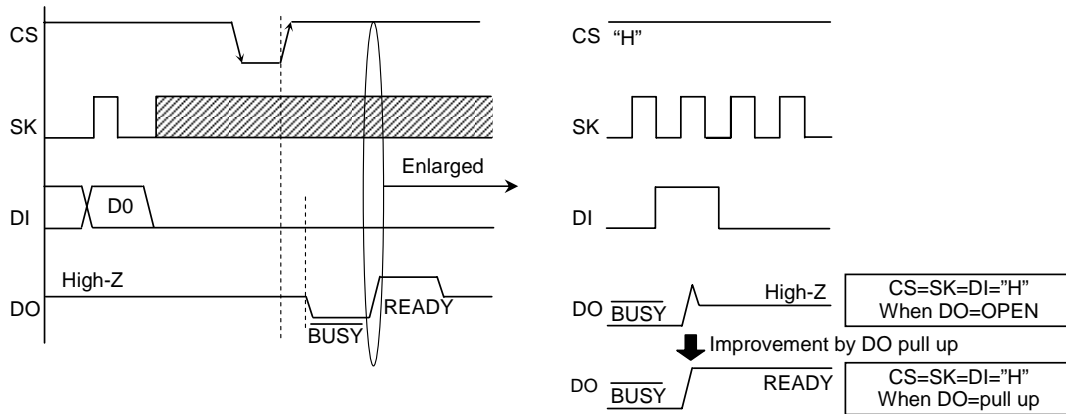 CS
SK
Enlarged
D0
DI
High-Z
DO
READY
BUSY
CS "H"
SK
DI
DO BUSY High-Z
CS=SK=DI="H"
When DO=OPEN
Improvement by DO pull up
DO BUSY READY
CS=SK=DI="H"
When DO=pull up